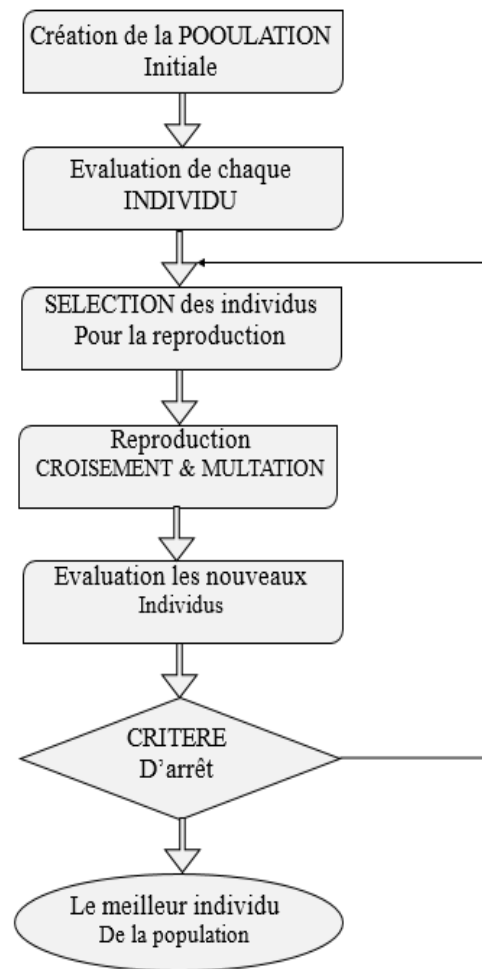 Création de la POOULATION
Initiale
Evaluation de chaque
INDIVIDU
SELECTION des individus
Pour la reproduction
Reproduction
CROISEMENT & MULTATION
Evaluation les nouveaux
Individus
CRITERE
D'arrêt
Le meilleur individu
De la population